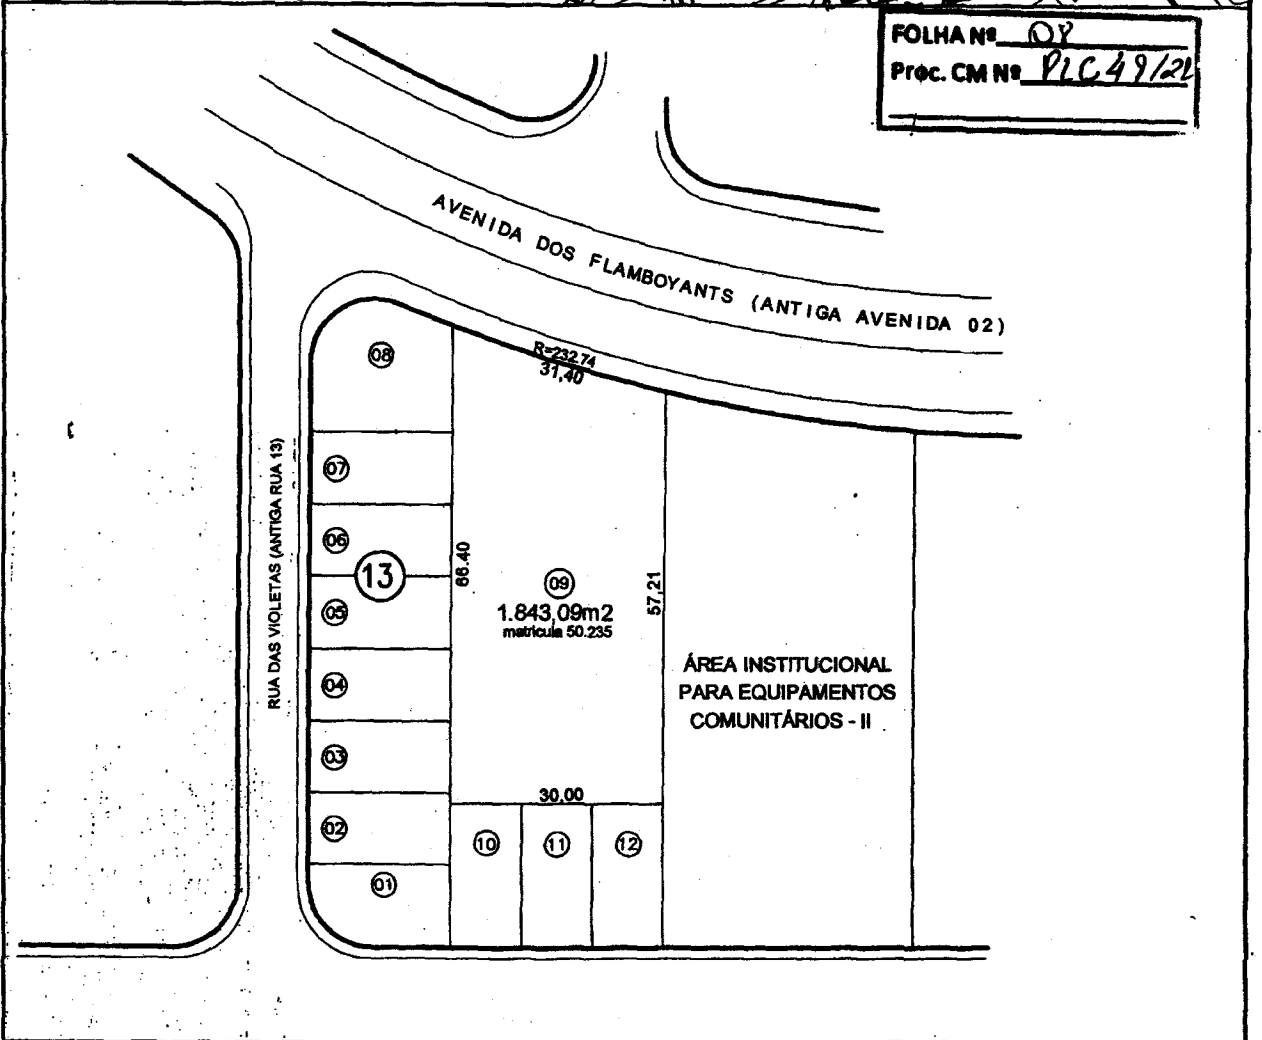 FOLHA Nº 08
Proc. CM Nº PLC 49/21
AVENIDA DOS FLAMBOYANTS (ANTIGA AVENIDA 02)
R=232.74
31,40
08
07
RUA DAS VIOLETAS (ANTIGA RUA 13)
06
13
66.40
09
57,21
05
1.843,09m2
matrícula 50.235
04
ÁREA INSTITUCIONAL
PARA EQUIPAMENTOS
COMUNITÁRIOS - II
03
30,00
02
10
11
12
01